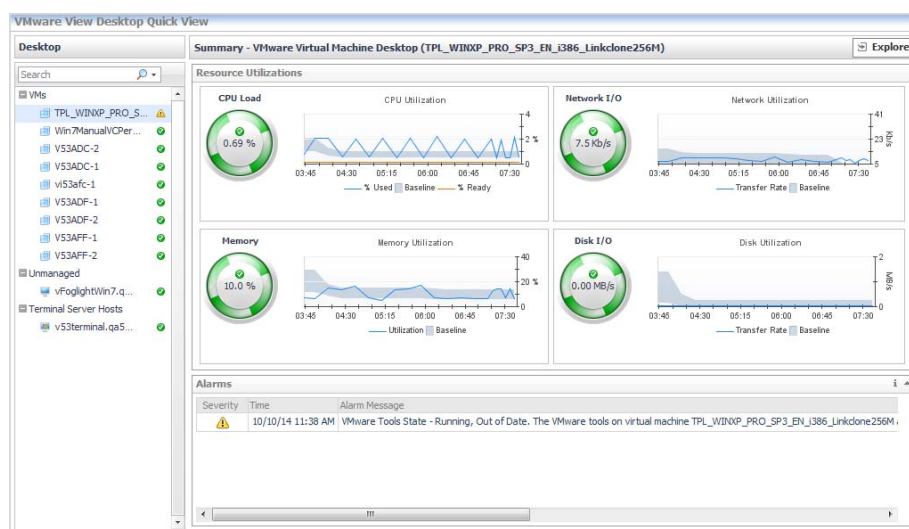 VMware View Desktop Quick View
Desktop
Search
VMs
TPL_WINXP_PRO_S...
Win7ManualVCPer...
V53ADC-2
V53ADC-1
vi53afc-1
V53ADF-1
V53ADF-2
V53AFF-1
V53AFF-2
Unmanaged
vFoglightWin7.q...
Terminal Server Hosts
v53terminal.qa5...
Summary - VMware Virtual Machine Desktop (TPL_WINXP_PRO_SP3_EN_i386_Linkclone256M)
Explore
Resource Utilizations
CPU Load
0.69 %
CPU Utilization
4
2 %
0
03:45 04:30 05:15 06:00 06:45 07:30
% Used Baseline % Ready
Network I/O
7.5 Kb/s
Network Utilization
41
23 Kb/s
5
03:45 04:30 05:15 06:00 06:45 07:30
Transfer Rate Baseline
Memory
10.0 %
Memory Utilization
40
20 %
0
03:45 04:30 05:15 06:00 06:45 07:30
Utilization Baseline
Disk I/O
0.00 MB/s
Disk Utilization
2
MB/s
0
03:45 04:30 05:15 06:00 06:45 07:30
Transfer Rate Baseline
Alarms
Severity Time Alarm Message
10/10/14 11:38 AM VMware Tools State - Running, Out of Date. The VMware tools on virtual machine TPL_WINXP_PRO_SP3_EN_i386_Linkclone256M